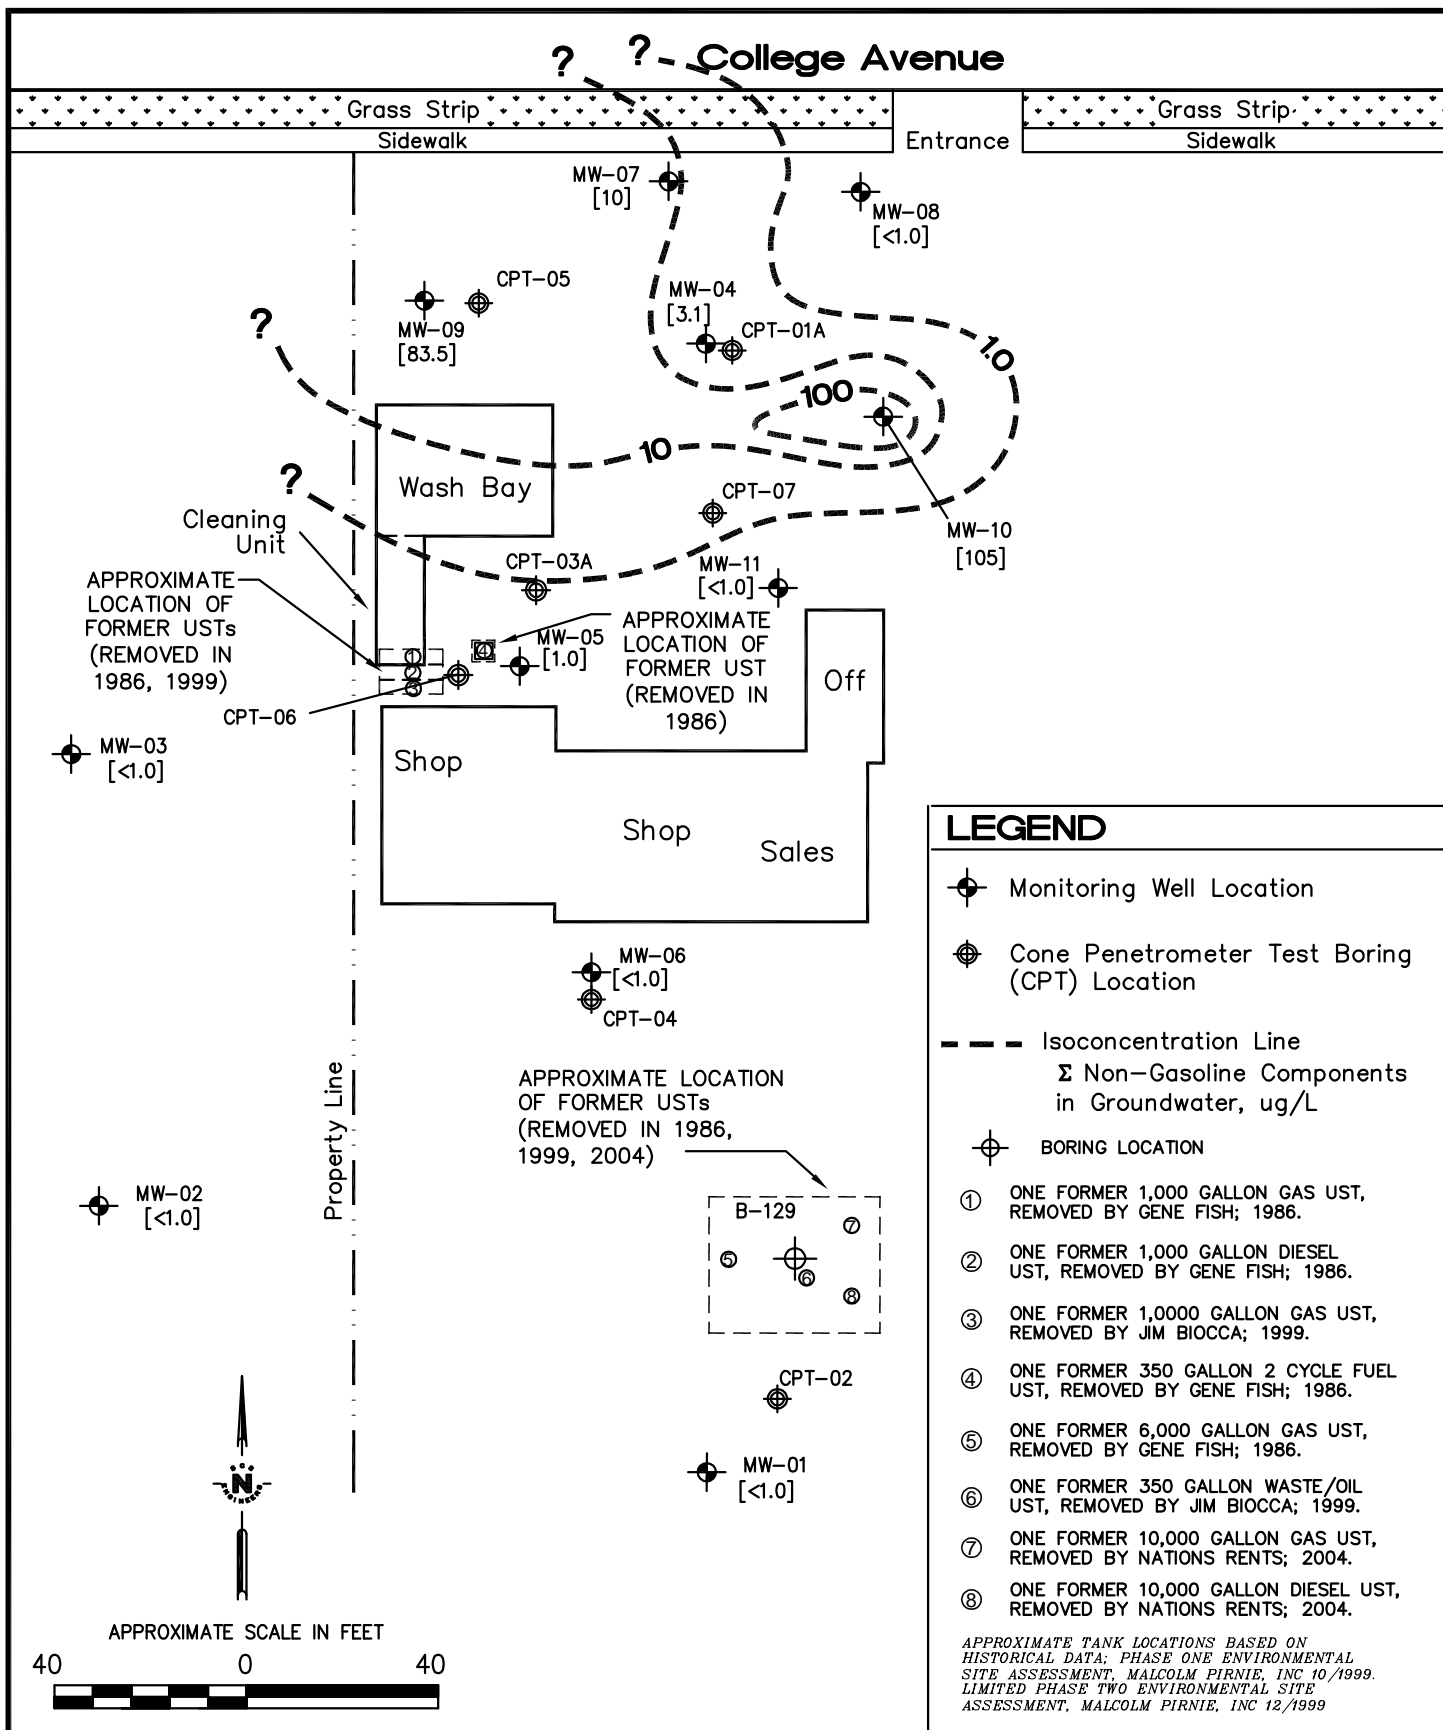 College Avenue
?
?
Grass Strip
Grass Strip
Sidewalk
Entrance
Sidewalk
MW-07
[10]
MW-08
[<1.0]
CPT-05
MW-04
[3.1]
MW-09
[83.5]
CPT-01A
?
1.0
100
10
Wash Bay
?
CPT-07
Cleaning
Unit
MW-10
[105]
CPT-03A
MW-11
[<1.0]
APPROXIMATE
LOCATION OF
FORMER USTs
(REMOVED IN
1986, 1999)
1
2
3
4
MW-05
[1.0]
APPROXIMATE
LOCATION OF
FORMER UST
(REMOVED IN
1986)
Off
CPT-06
MW-03
[<1.0]
Shop
Shop
Sales
MW-06
[<1.0]
CPT-04
Property Line
APPROXIMATE LOCATION
OF FORMER USTs
(REMOVED IN 1986,
1999, 2004)
MW-02
[<1.0]
B-129
7
5
6
8
CPT-02
MW-01
[<1.0]
SCS
N
ENGINEERS
APPROXIMATE SCALE IN FEET
40 0 40
LEGEND
Monitoring Well Location
Cone Penetrometer Test Boring
(CPT) Location
Isoconcentration Line
Σ Non-Gasoline Components
in Groundwater, ug/L
BORING LOCATION
1 ONE FORMER 1,000 GALLON GAS UST,
REMOVED BY GENE FISH; 1986.
2 ONE FORMER 1,000 GALLON DIESEL
UST, REMOVED BY GENE FISH; 1986.
3 ONE FORMER 1,0000 GALLON GAS UST,
REMOVED BY JIM BIOCCA; 1999.
4 ONE FORMER 350 GALLON 2 CYCLE FUEL
UST, REMOVED BY GENE FISH; 1986.
5 ONE FORMER 6,000 GALLON GAS UST,
REMOVED BY GENE FISH; 1986.
6 ONE FORMER 350 GALLON WASTE/OIL
UST, REMOVED BY JIM BIOCCA; 1999.
7 ONE FORMER 10,000 GALLON GAS UST,
REMOVED BY NATIONS RENTS; 2004.
8 ONE FORMER 10,000 GALLON DIESEL UST,
REMOVED BY NATIONS RENTS; 2004.
APPROXIMATE TANK LOCATIONS BASED ON
HISTORICAL DATA; PHASE ONE ENVIRONMENTAL
SITE ASSESSMENT, MALCOLM PIRNIE, INC 10/1999.
LIMITED PHASE TWO ENVIRONMENTAL SITE
ASSESSMENT, MALCOLM PIRNIE, INC 12/1999